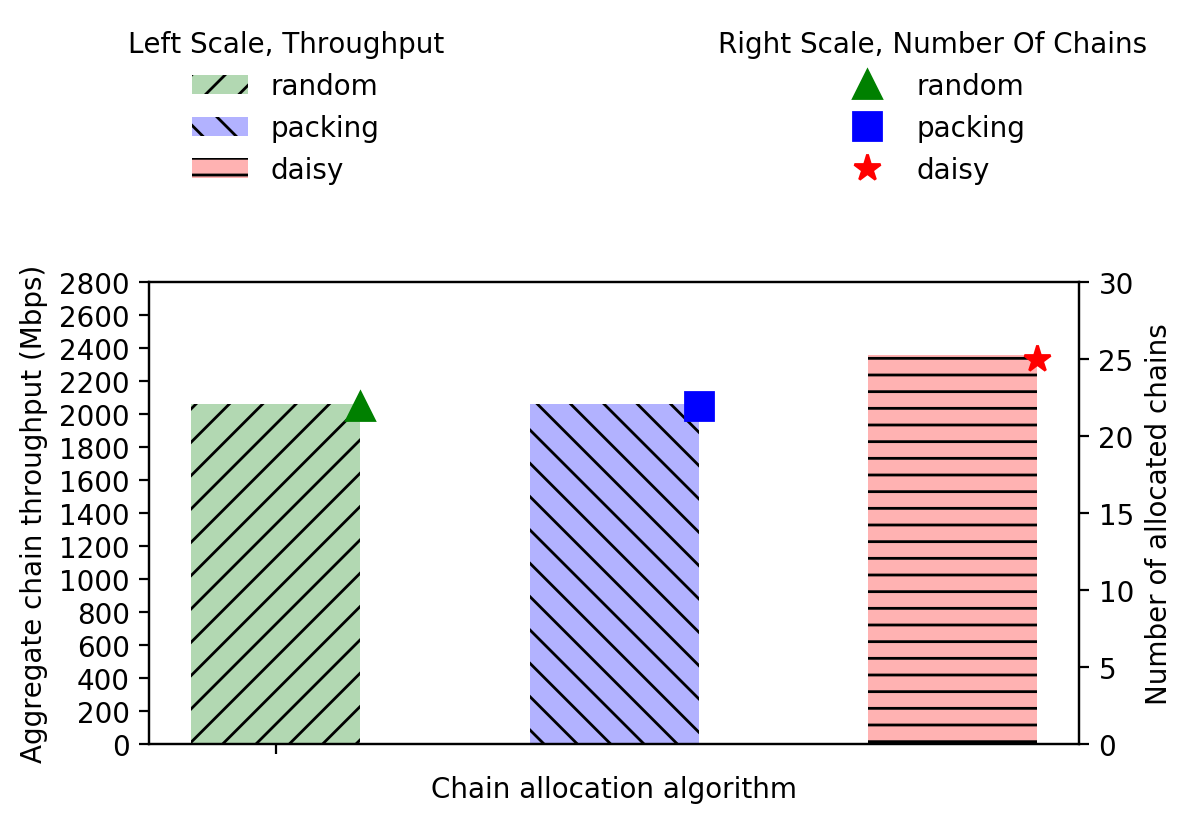 Left Scale, Throughput
random
packing
daisy
Right Scale, Number Of Chains
random
packing
daisy
Aggregate chain throughput (Mbps)
2800
2600
2400
2200
2000
1800
1600
1400
1200
1000
800
600
400
200
0
30
25
20
15
10
5
0
Number of allocated chains
Chain allocation algorithm